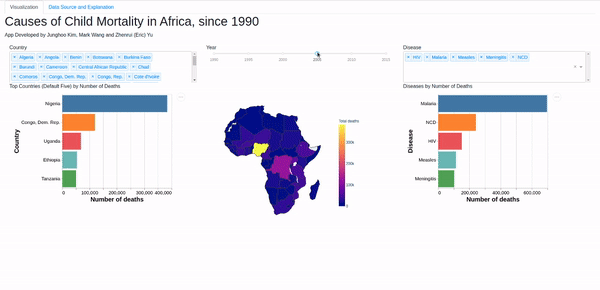 Visualization Data Source and Explanation
Causes of Child Mortality in Africa, since 1990
App Developed by Junghoo Kim, Mark Wang and Zhenrui (Eric) Yu
Country
× Algeria × Angola × Benin × Botswana × Burkina Faso
× Burundi × Cameroon × Central African Republic × Chad
× Comoros × Congo, Dem. Rep. × Congo, Rep. × Cote d'Ivoire
Year
1990 1995 2000 2005 2010 2015
Disease
× HIV × Malaria × Measles × Meningitis × NCD
Top Countries (Default Five) by Number of Deaths
Country
Nigeria
Congo, Dem. Rep.
Uganda
Ethiopia
Tanzania
0 100,000 200,000 300,000 400,000
Number of deaths
Total deaths
300k
200k
100k
0
Diseases by Number of Deaths
Disease
Malaria
NCD
HIV
Measles
Meningitis
0 200,000 400,000 600,000
Number of deaths